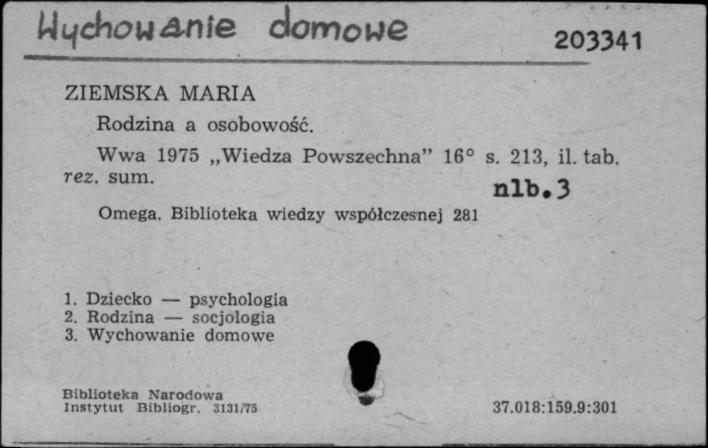 Wychowanie domowe
203341
ZIEMSKA MARIA
Rodzina a osobowość.
Wwa 1975 „Wiedza Powszechna” 16° s. 213, il. tab.
rez. sum.
nlb.3
Omega. Biblioteka wiedzy współczesnej 281
1. Dziecko — psychologia
2. Rodzina — socjologia
3. Wychowanie domowe
Biblioteka Narodowa
Instytut Bibliogr. 3131/75
37.018:159.9:301